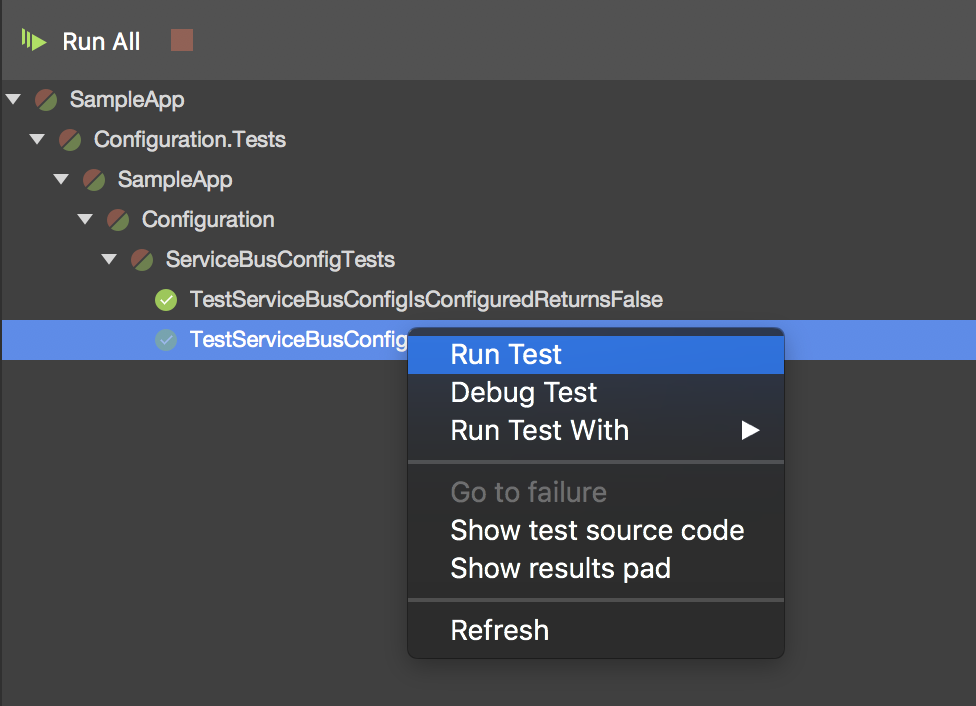 Run All
SampleApp
Configuration.Tests
SampleApp
Configuration
ServiceBusConfigTests
TestServiceBusConfigIsConfiguredReturnsFalse
TestServiceBusConfig
Run Test
Debug Test
Run Test With
Go to failure
Show test source code
Show results pad
Refresh